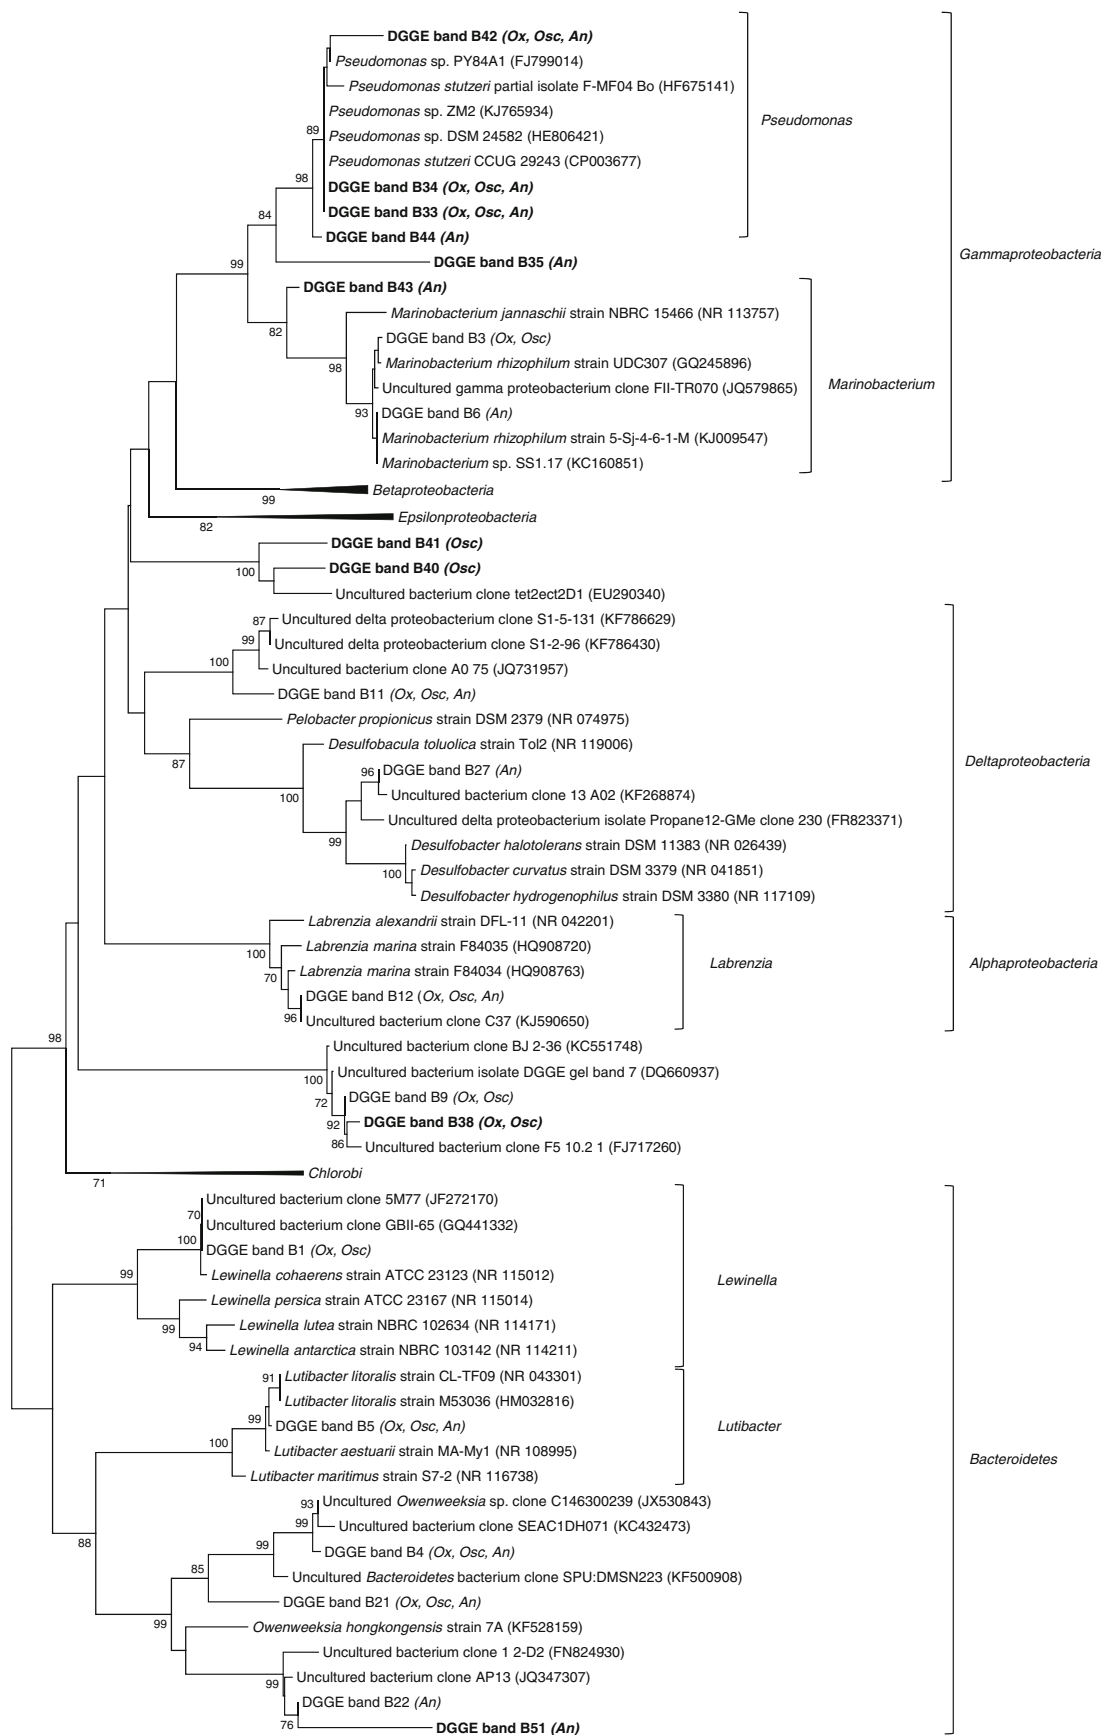 DGGE band B42 (Ox, Osc, An)
Pseudomonas sp. PY84A1 (FJ799014)
Pseudomonas stutzeri partial isolate F-MF04 Bo (HF675141)
Pseudomonas sp. ZM2 (KJ765934)
Pseudomonas
89
Pseudomonas sp. DSM 24582 (HE806421)
Pseudomonas stutzeri CCUG 29243 (CP003677)
98
DGGE band B34 (Ox, Osc, An)
DGGE band B33 (Ox, Osc, An)
84
DGGE band B44 (An)
Gammaproteobacteria
99
DGGE band B35 (An)
DGGE band B43 (An)
Marinobacterium jannaschii strain NBRC 15466 (NR 113757)
82
DGGE band B3 (Ox, Osc)
Marinobacterium rhizophilum strain UDC307 (GQ245896)
98
Marinobacterium
Uncultured gamma proteobacterium clone FII-TR070 (JQ579865)
93
DGGE band B6 (An)
Marinobacterium rhizophilum strain 5-Sj-4-6-1-M (KJ009547)
Marinobacterium sp. SS1.17 (KC160851)
99
Betaproteobacteria
82
Epsilonproteobacteria
DGGE band B41 (Osc)
100
DGGE band B40 (Osc)
Uncultured bacterium clone tet2ect2D1 (EU290340)
87
Uncultured delta proteobacterium clone S1-5-131 (KF786629)
99
Uncultured delta proteobacterium clone S1-2-96 (KF786430)
100
Uncultured bacterium clone A0 75 (JQ731957)
DGGE band B11 (Ox, Osc, An)
Pelobacter propionicus strain DSM 2379 (NR 074975)
Desulfobacula toluolica strain Tol2 (NR 119006)
Deltaproteobacteria
87
96
DGGE band B27 (An)
100
Uncultured bacterium clone 13 A02 (KF268874)
Uncultured delta proteobacterium isolate Propane12-GMe clone 230 (FR823371)
99
Desulfobacter halotolerans strain DSM 11383 (NR 026439)
100
Desulfobacter curvatus strain DSM 3379 (NR 041851)
Desulfobacter hydrogenophilus strain DSM 3380 (NR 117109)
Labrenzia alexandrii strain DFL-11 (NR 042201)
100
Labrenzia marina strain F84035 (HQ908720)
Labrenzia
Alphaproteobacteria
70
Labrenzia marina strain F84034 (HQ908763)
DGGE band B12 (Ox, Osc, An)
96
Uncultured bacterium clone C37 (KJ590650)
98
Uncultured bacterium clone BJ 2-36 (KC551748)
100
Uncultured bacterium isolate DGGE gel band 7 (DQ660937)
72
DGGE band B9 (Ox, Osc)
92
DGGE band B38 (Ox, Osc)
86
Uncultured bacterium clone F5 10.2 1 (FJ717260)
71
Chlorobi
Uncultured bacterium clone 5M77 (JF272170)
70
Uncultured bacterium clone GBII-65 (GQ441332)
100
DGGE band B1 (Ox, Osc)
99
Lewinella cohaerens strain ATCC 23123 (NR 115012)
Lewinella
Lewinella persica strain ATCC 23167 (NR 115014)
99
Lewinella lutea strain NBRC 102634 (NR 114171)
94
Lewinella antarctica strain NBRC 103142 (NR 114211)
91
Lutibacter litoralis strain CL-TF09 (NR 043301)
Lutibacter litoralis strain M53036 (HM032816)
99
DGGE band B5 (Ox, Osc, An)
Lutibacter
100
Lutibacter aestuarii strain MA-My1 (NR 108995)
Bacteroidetes
Lutibacter maritimus strain S7-2 (NR 116738)
93
Uncultured Owenweeksia sp. clone C146300239 (JX530843)
99
Uncultured bacterium clone SEAC1DH071 (KC432473)
88
99
DGGE band B4 (Ox, Osc, An)
85
Uncultured Bacteroidetes bacterium clone SPU:DMSN223 (KF500908)
DGGE band B21 (Ox, Osc, An)
99
Owenweeksia hongkongensis strain 7A (KF528159)
Uncultured bacterium clone 1 2-D2 (FN824930)
99
Uncultured bacterium clone AP13 (JQ347307)
DGGE band B22 (An)
76
DGGE band B51 (An)